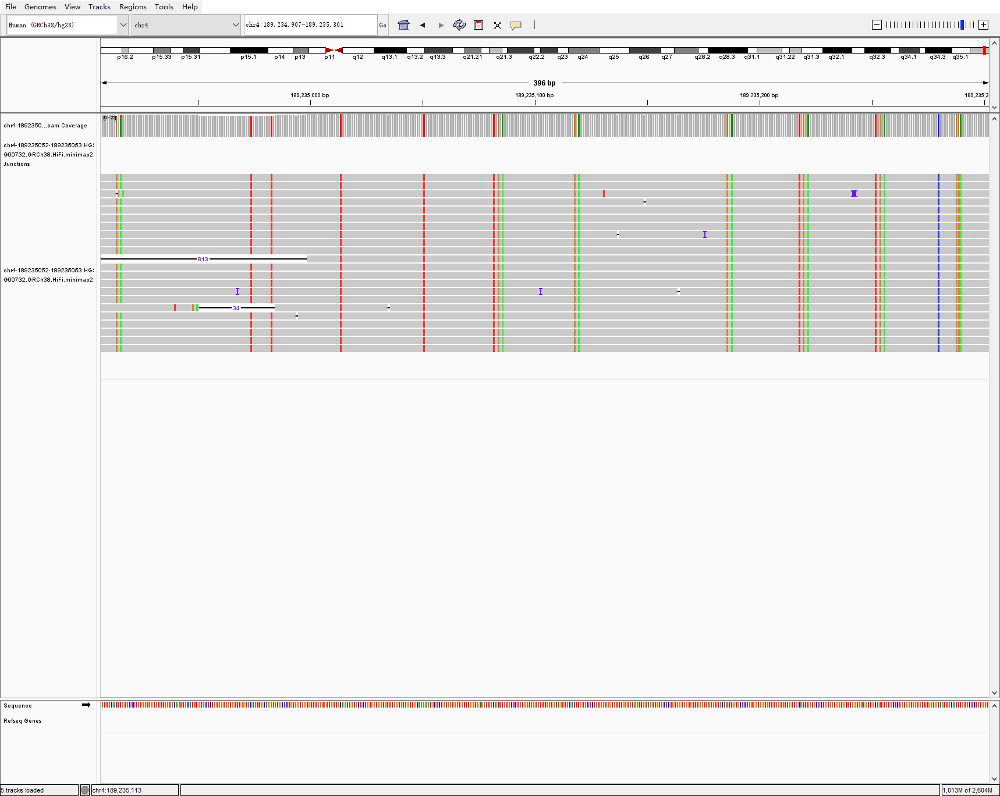 File Genomes View Tracks Regions Tools Help
Human (GRCh38/hg38) chr4 chr4:189,234,907-189,235,301 Go
p16.2 p15.33 p15.31 p15.1 p14 p13 p11 q12 q13.1 q13.2 q13.3 q21.21 q21.3 q22.2 q23 q24 q25 q26 q27 q28.2 q28.3 q31.1 q31.22 q31.3 q32.1 q32.3 q34.1 q34.3 q35.1
396 bp
189,235,000 bp 189,235,100 bp 189,235,200 bp 189,235,3
chr4-1892350...bam Coverage
[0-22]
chr4-189235052-189235053.HG
G00732.GRCh38.HiFi.minimap2
Junctions
813
chr4-189235052-189235053.HG
G00732.GRCh38.HiFi.minimap2
34
Sequence
Refseq Genes
5 tracks loaded chr4:189,235,113 1,013M of 2,604M